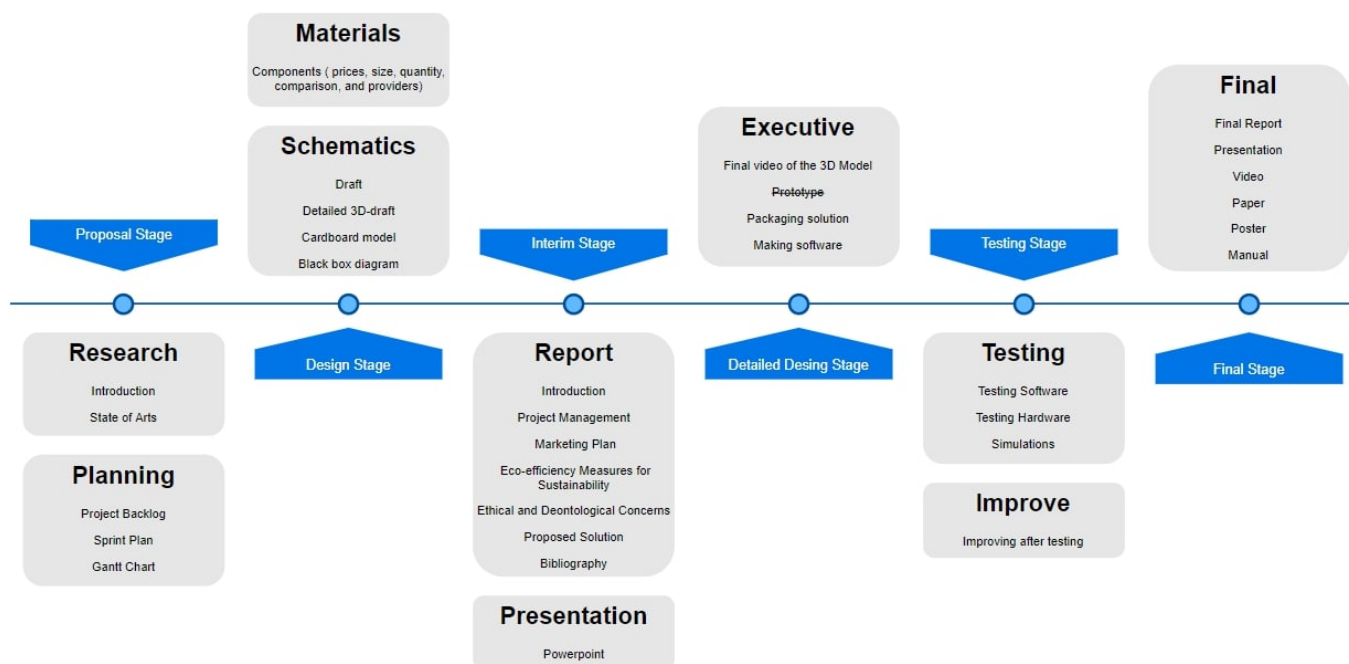 Proposal Stage
Research
Introduction
State of Arts
Planning
Project Backlog
Sprint Plan
Gantt Chart
Materials
Components ( prices, size, quantity,
comparison, and providers)
Schematics
Draft
Detailed 3D-draft
Cardboard model
Black box diagram
Design Stage
Interim Stage
Report
Introduction
Project Management
Marketing Plan
Eco-efficiency Measures for
Sustainability
Ethical and Deontological Concerns
Proposed Solution
Bibliography
Presentation
Powerpoint
Executive
Final video of the 3D Model
Prototype
Packaging solution
Making software
Detailed Desing Stage
Testing Stage
Testing
Testing Software
Testing Hardware
Simulations
Improve
Improving after testing
Final
Final Report
Presentation
Video
Paper
Poster
Manual
Final Stage